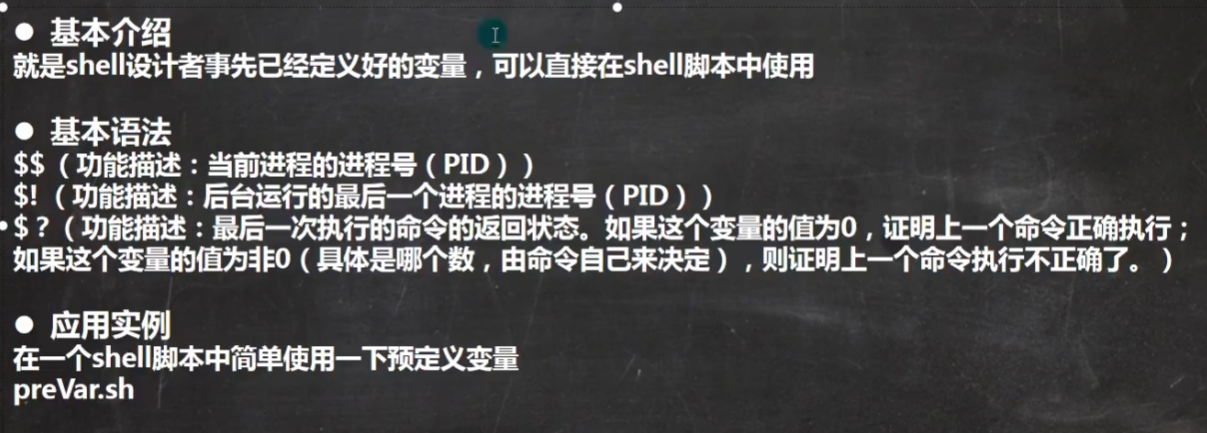 ● 基本介绍
就是shell设计者事先已经定义好的变量，可以直接在shell脚本中使用
● 基本语法
$$（功能描述：当前进程的进程号（PID））
$!（功能描述：后台运行的最后一个进程的进程号（PID））
$？（功能描述：最后一次执行的命令的返回状态。如果这个变量的值为0，证明上一个命令正确执行；
如果这个变量的值为非0（具体是哪个数，由命令自己来决定），则证明上一个命令执行不正确了。）
● 应用实例
在一个shell脚本中简单使用一下预定义变量
preVar.sh